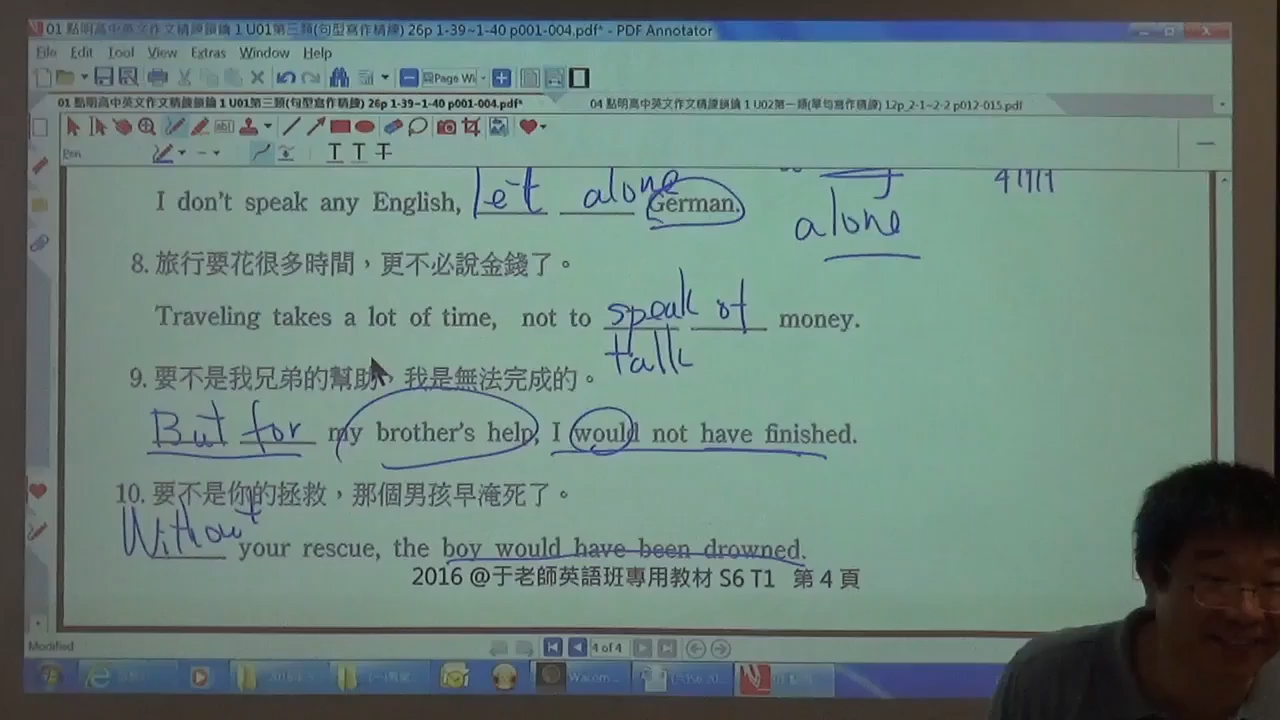 01 點明高中英文作文精練鎖鑰 1 U01第三類(句型寫作精練) 26p 1-39~1-40 p001-004.pdf* - PDF Annotator
File Edit Tool View Extras Window Help
Page Wi
01 點明高中英文作文精練鎖鑰 1 U01第三類(句型寫作精練) 26p 1-39~1-40 p001-004.pdf*
04 點明高中英文作文精練鎖鑰 1 U02第一類(單句寫作精練) 12p_2-1~2-2 p012-015.pdf
Pen
T T T
I don't speak any English, let alone German.
alone
8. 旅行要花很多時間，更不必說金錢了。
Traveling takes a lot of time, not to speak of money.
talk
9. 要不是我兄弟的幫助，我是無法完成的。
But for my brother's help, I would not have finished.
10. 要不是你的拯救，那個男孩早淹死了。
Without your rescue, the boy would have been drowned.
2016 @于老師英語班專用教材 S6 T1 第 4 頁
Modified
4 of 4
Wacom...